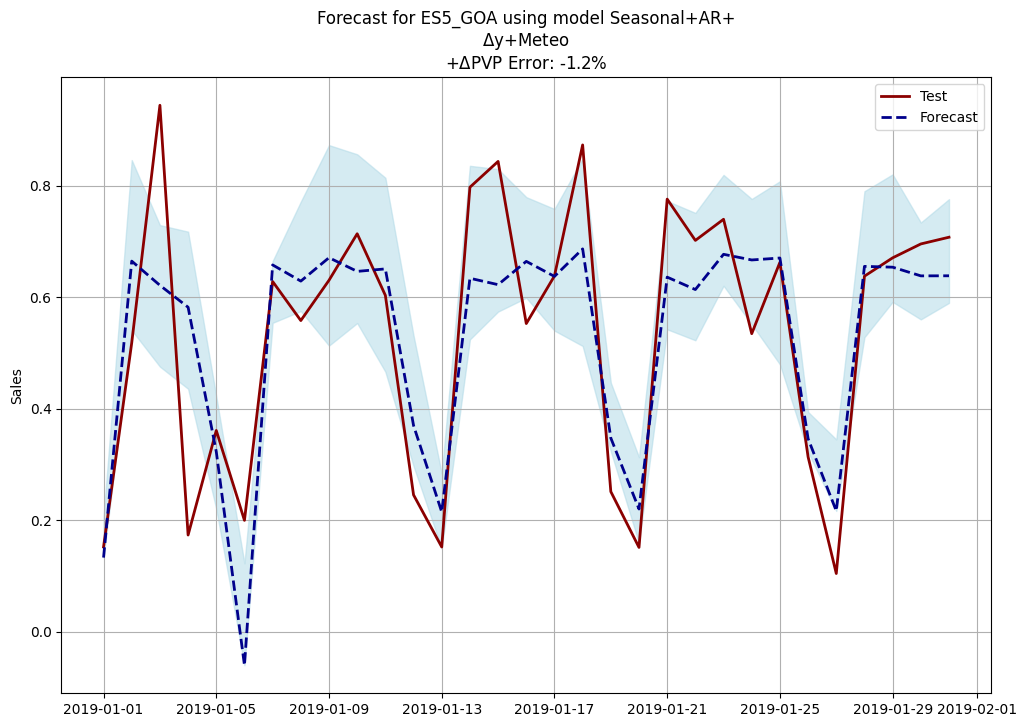 Forecast for ES5_GOA using model Seasonal+AR+
Δy+Meteo
+ΔPVP Error: -1.2%
Test
Forecast
Sales
0.8
0.6
0.4
0.2
0.0
2019-01-01 2019-01-05 2019-01-09 2019-01-13 2019-01-17 2019-01-21 2019-01-25 2019-01-29 2019-02-01